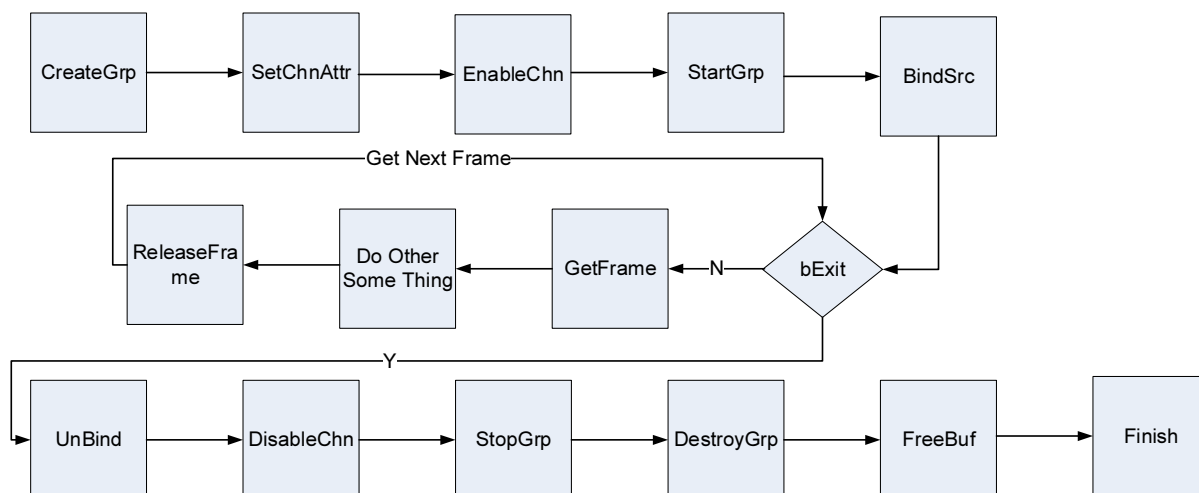 CreateGrp
SetChnAttr
EnableChn
StartGrp
BindSrc
Get Next Frame
ReleaseFra
me
Do Other
Some Thing
GetFrame
N
bExit
Y
UnBind
DisableChn
StopGrp
DestroyGrp
FreeBuf
Finish